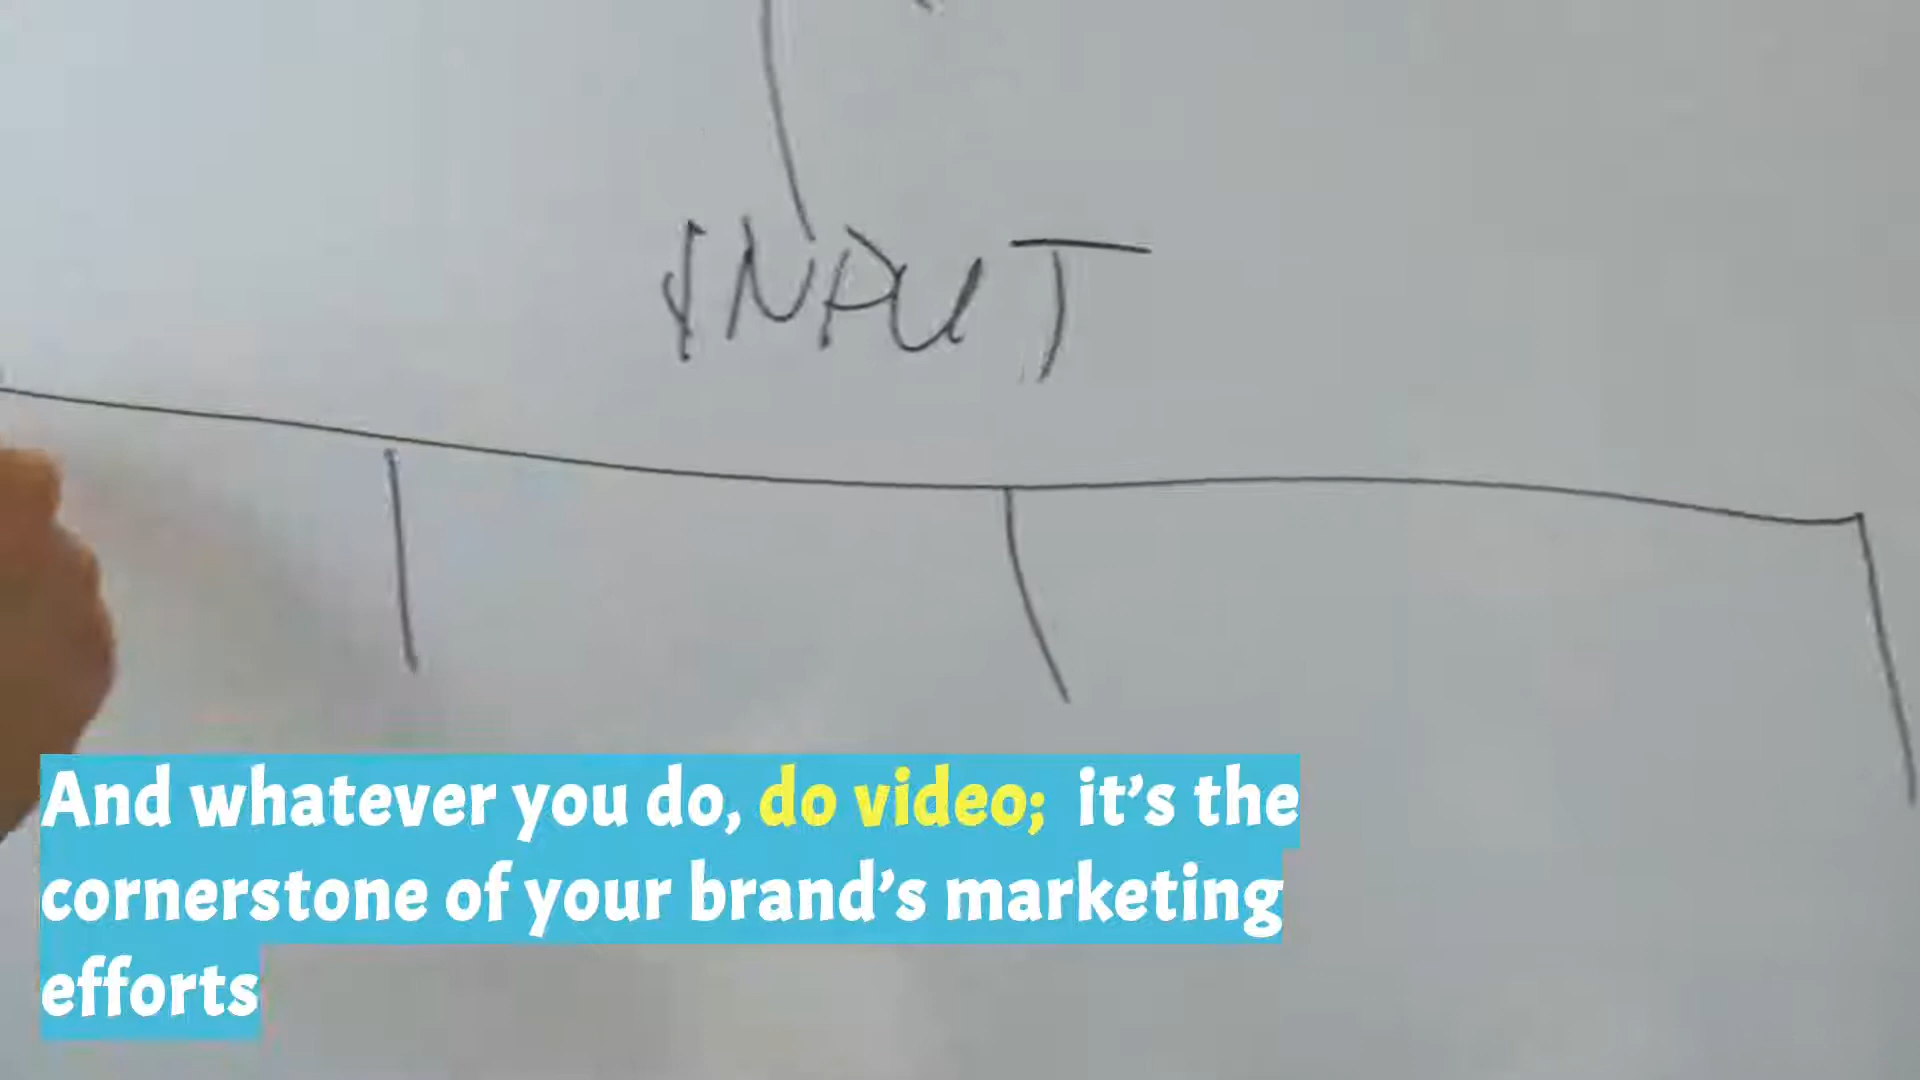 INPUT
And whatever you do, do video; it’s the
cornerstone of your brand’s marketing
efforts